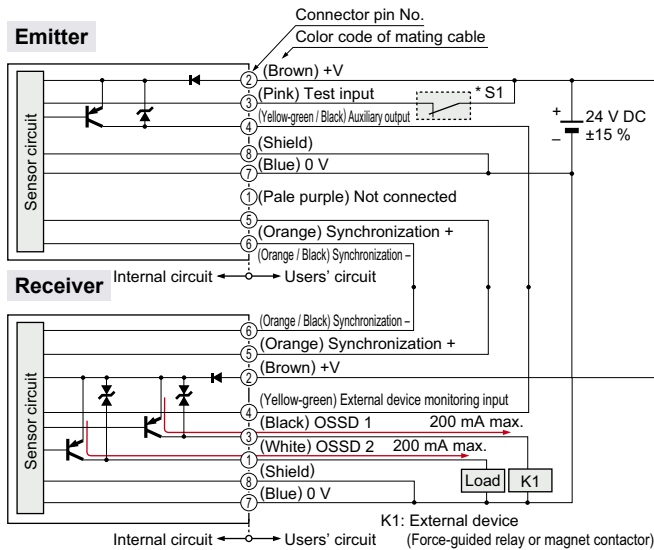 Connector pin No.
Color code of mating cable
Emitter
Sensor circuit
2 (Brown) +V
3 (Pink) Test input
* S1
4 (Yellow-green / Black) Auxiliary output
8 (Shield)
7 (Blue) 0 V
1 (Pale purple) Not connected
5
(Orange) Synchronization +
6
(Orange / Black) Synchronization –
+
–
24 V DC
±15 %
Internal circuit
Users' circuit
Receiver
Sensor circuit
6 (Orange / Black) Synchronization –
5 (Orange) Synchronization +
2 (Brown) +V
4 (Yellow-green) External device monitoring input
(Black) OSSD 1 200 mA max.
3
(White) OSSD 2 200 mA max.
1
8 (Shield)
7 (Blue) 0 V
Load
K1
Internal circuit
Users' circuit
K1: External device
(Force-guided relay or magnet contactor)